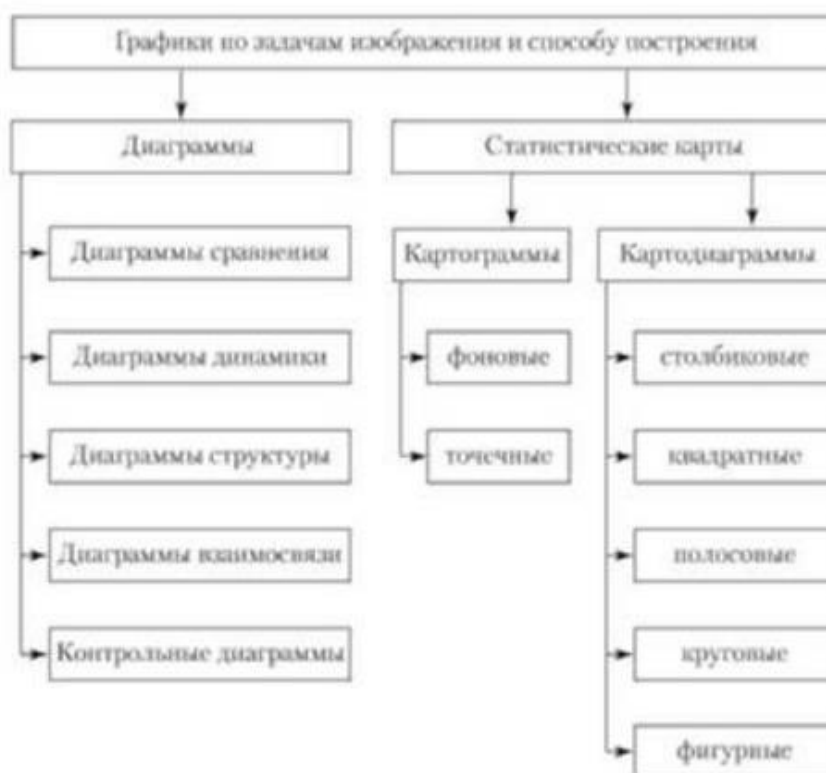 Графики по задачам изображения и способу построения
Диаграммы
Диаграммы сравнения
Диаграммы динамики
Диаграммы структуры
Диаграммы взаимосвязи
Контрольные диаграммы
Статистические карты
Картограммы
фоновые
точечные
Картодиаграммы
столбиковые
квадратные
полосовые
круговые
фигурные